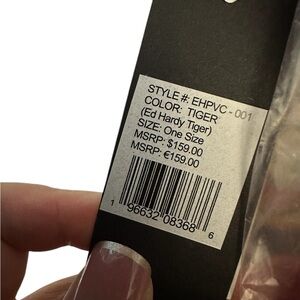 STYLE #: EHPVC - 001
COLOR: TIGER
(Ed Hardy Tiger)
SIZE: One Size
MSRP: $159.00
MSRP: €159.00
1 96632 08368 6